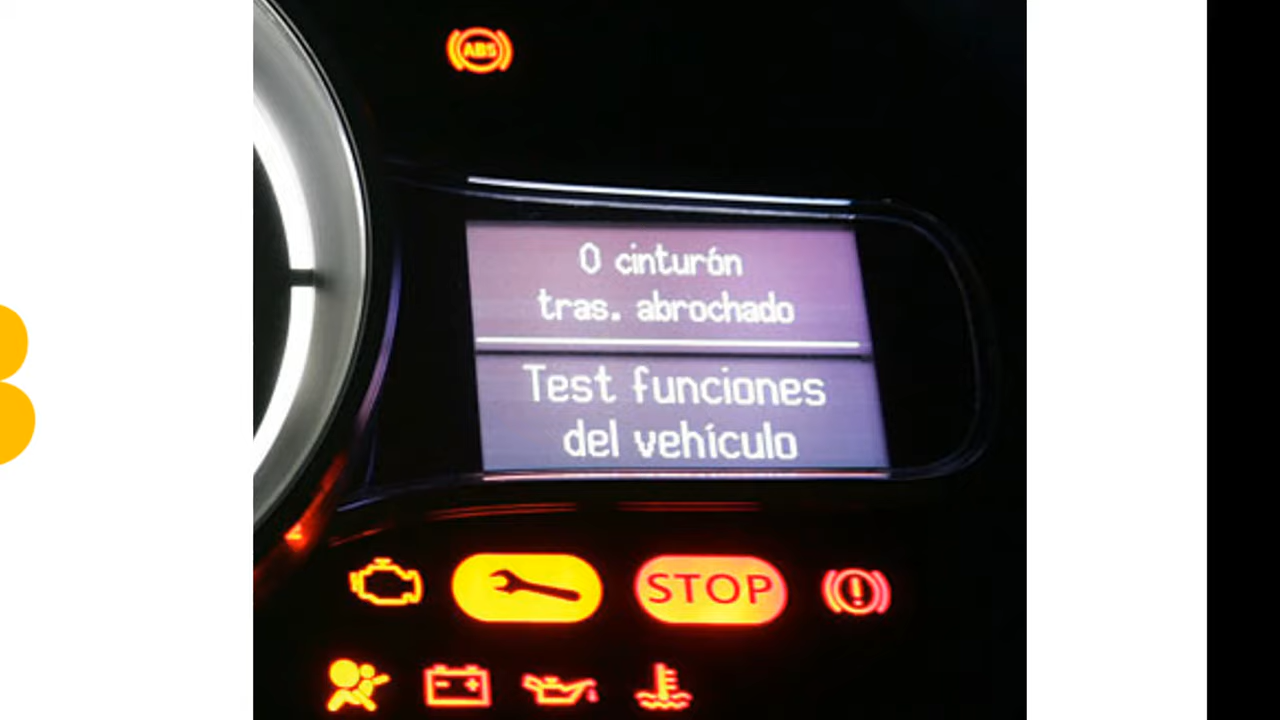 ABS
0 cinturón
tras. abrochado
Test funciones
del vehículo
STOP